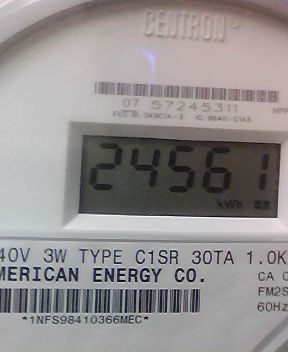 CENTRON
07 57245311
24561
kWh
40V 3W TYPE C1SR 30TA 1.0K
MERICAN ENERGY CO.
CA 0
FM2S
60Hz
*1NFS98410366MEC*